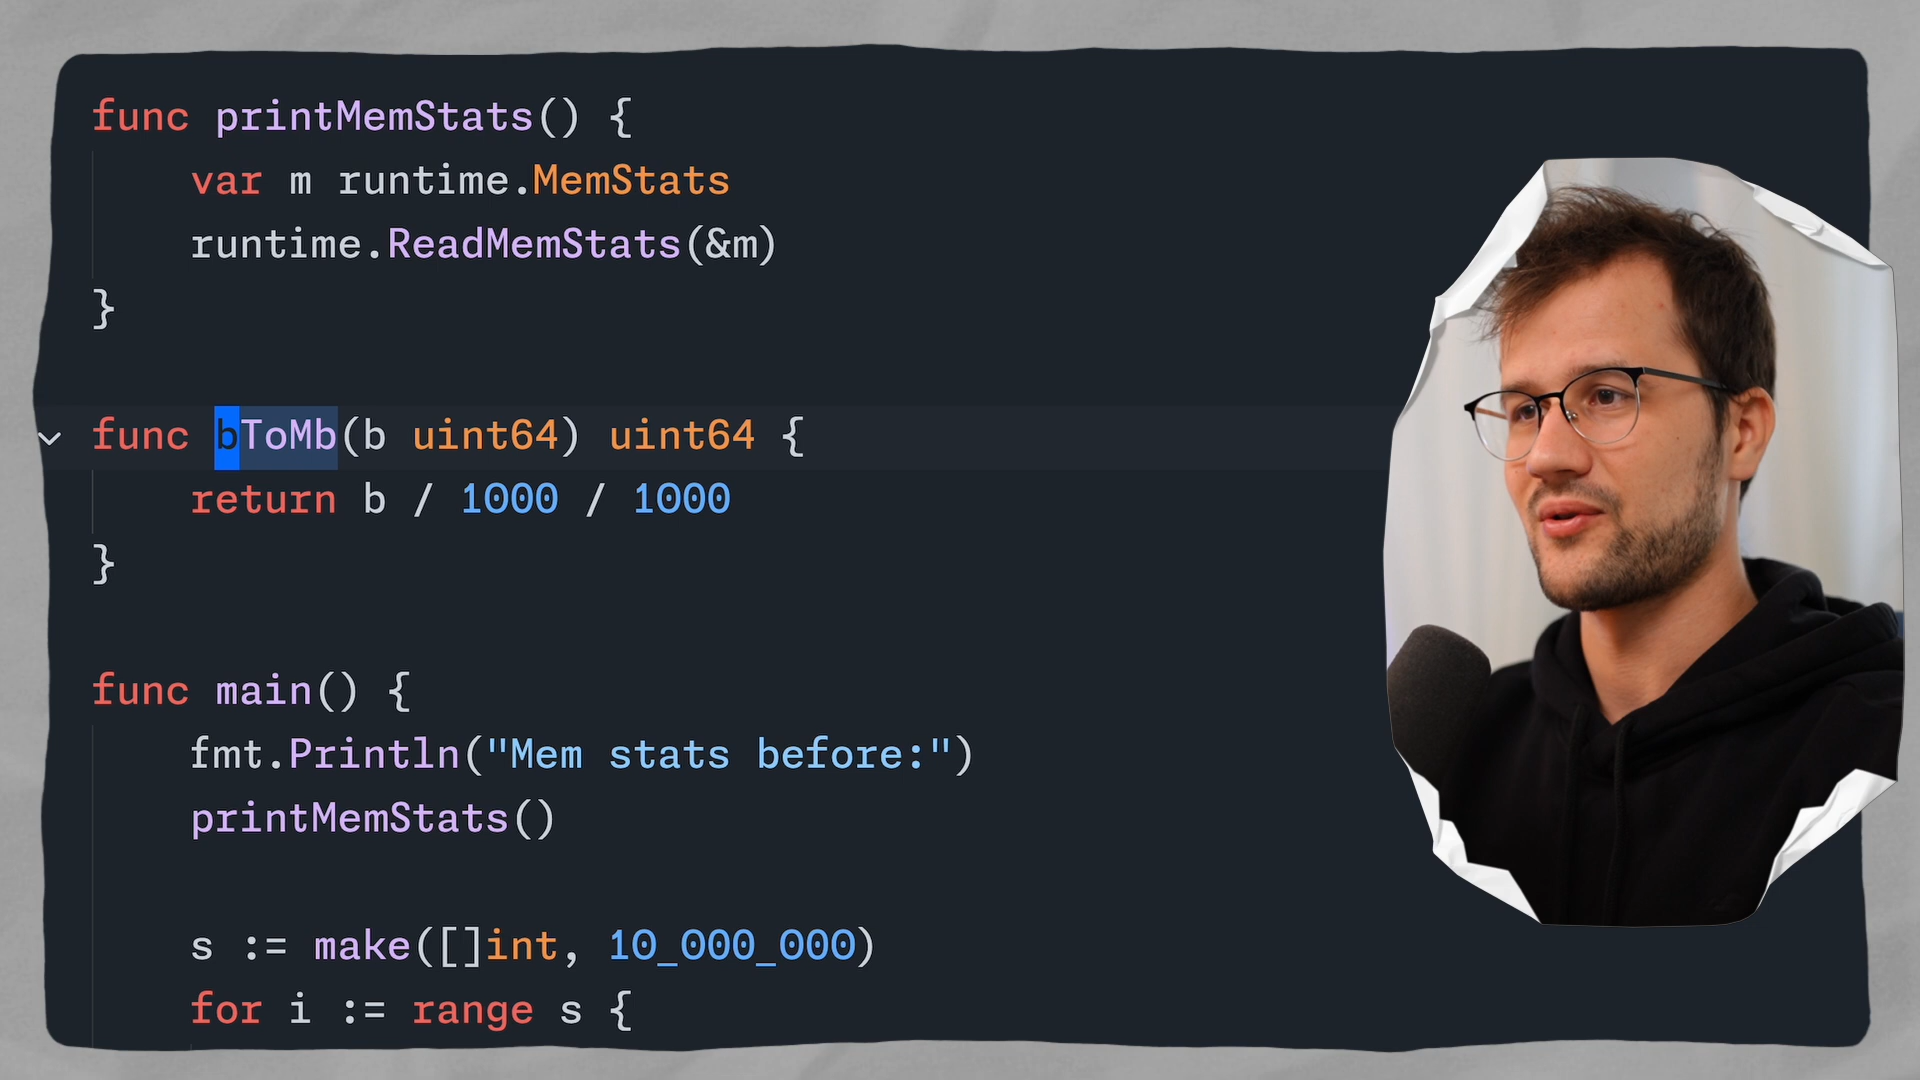 func printMemStats() {
    var m runtime.MemStats
    runtime.ReadMemStats(&m)
}
func bToMb(b uint64) uint64 {
    return b / 1000 / 1000
}
func main() {
    fmt.Println("Mem stats before:")
    printMemStats()
    s := make([]int, 10_000_000)
    for i := range s {